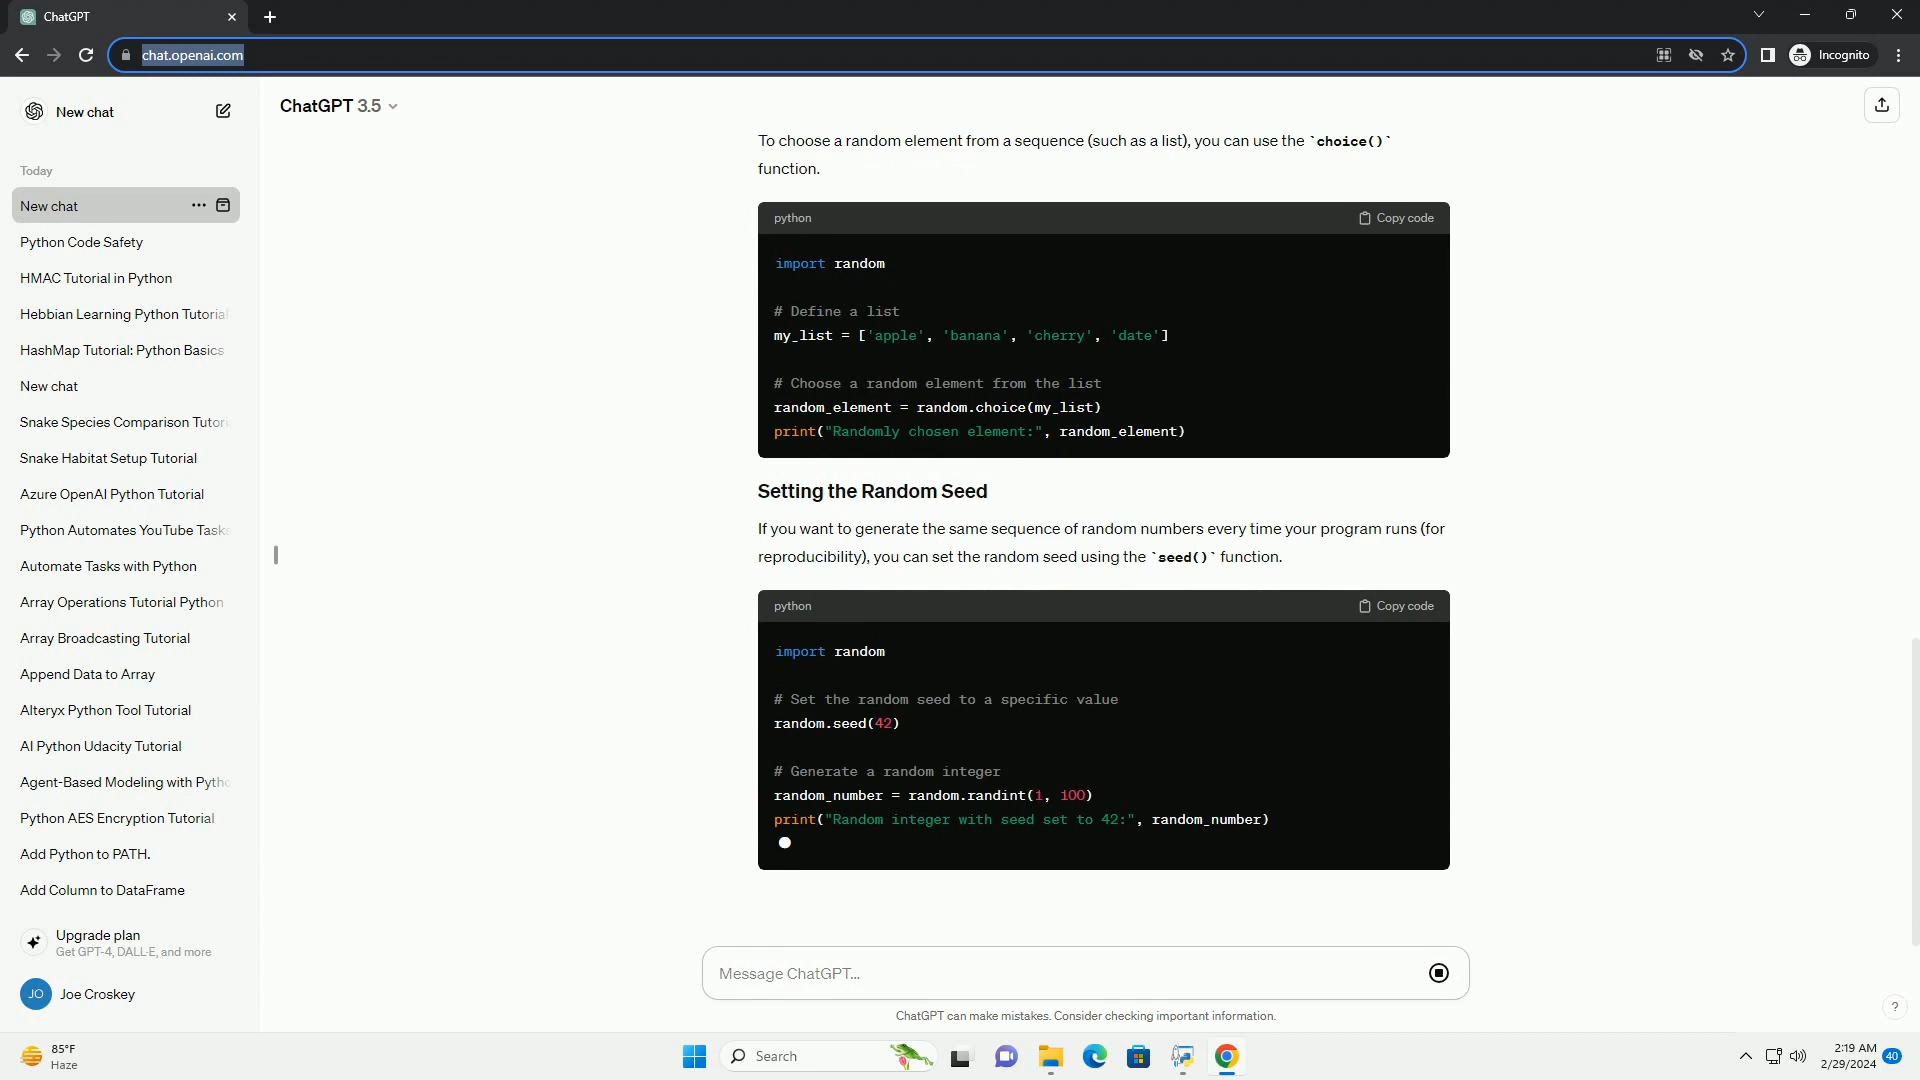 ChatGPT
chat.openai.com
Incognito
New chat
ChatGPT 3.5
Today
New chat
Python Code Safety
HMAC Tutorial in Python
Hebbian Learning Python Tutorial
HashMap Tutorial: Python Basics
New chat
Snake Species Comparison Tutori
Snake Habitat Setup Tutorial
Azure OpenAI Python Tutorial
Python Automates YouTube Tasks
Automate Tasks with Python
Array Operations Tutorial Python
Array Broadcasting Tutorial
Append Data to Array
Alteryx Python Tool Tutorial
AI Python Udacity Tutorial
Agent-Based Modeling with Pytho
Python AES Encryption Tutorial
Add Python to PATH.
Add Column to DataFrame
Upgrade plan
Get GPT-4, DALL·E, and more
JO Joe Croskey
To choose a random element from a sequence (such as a list), you can use the `choice()`
function.
python Copy code
import random
# Define a list
my_list = ['apple', 'banana', 'cherry', 'date']
# Choose a random element from the list
random_element = random.choice(my_list)
print("Randomly chosen element:", random_element)
Setting the Random Seed
If you want to generate the same sequence of random numbers every time your program runs (for
reproducibility), you can set the random seed using the `seed()` function.
python Copy code
import random
# Set the random seed to a specific value
random.seed(42)
# Generate a random integer
random_number = random.randint(1, 100)
print("Random integer with seed set to 42:", random_number)
Message ChatGPT...
ChatGPT can make mistakes. Consider checking important information.
?
85°F
Haze
Search
2:19 AM
2/29/2024
40